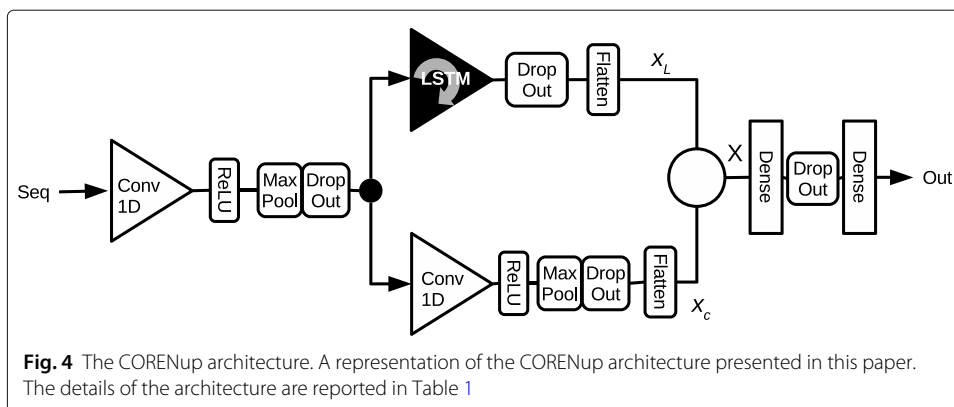 Seq
Conv
1D
ReLU
Max
Pool
Drop
Out
LSTM
Drop
Out
Flatten
X_L
Conv
1D
ReLU
Max
Pool
Drop
Out
Flatten
X_c
X
Dense
Drop
Out
Dense
Out
Fig. 4 The CORENup architecture. A representation of the CORENup architecture presented in this paper.
The details of the architecture are reported in Table 1